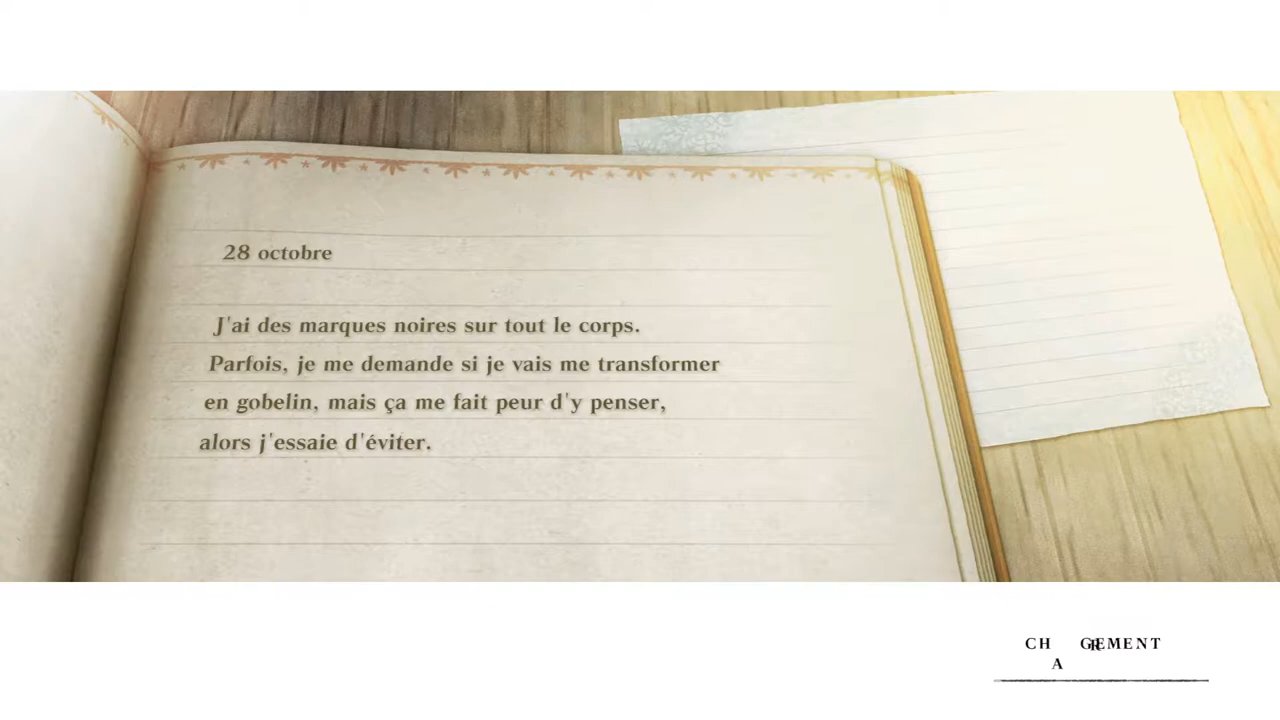 28 octobre
J'ai des marques noires sur tout le corps.
Parfois, je me demande si je vais me transformer
en gobelin, mais ça me fait peur d'y penser,
alors j'essaie d'éviter.
CHARGEMENT